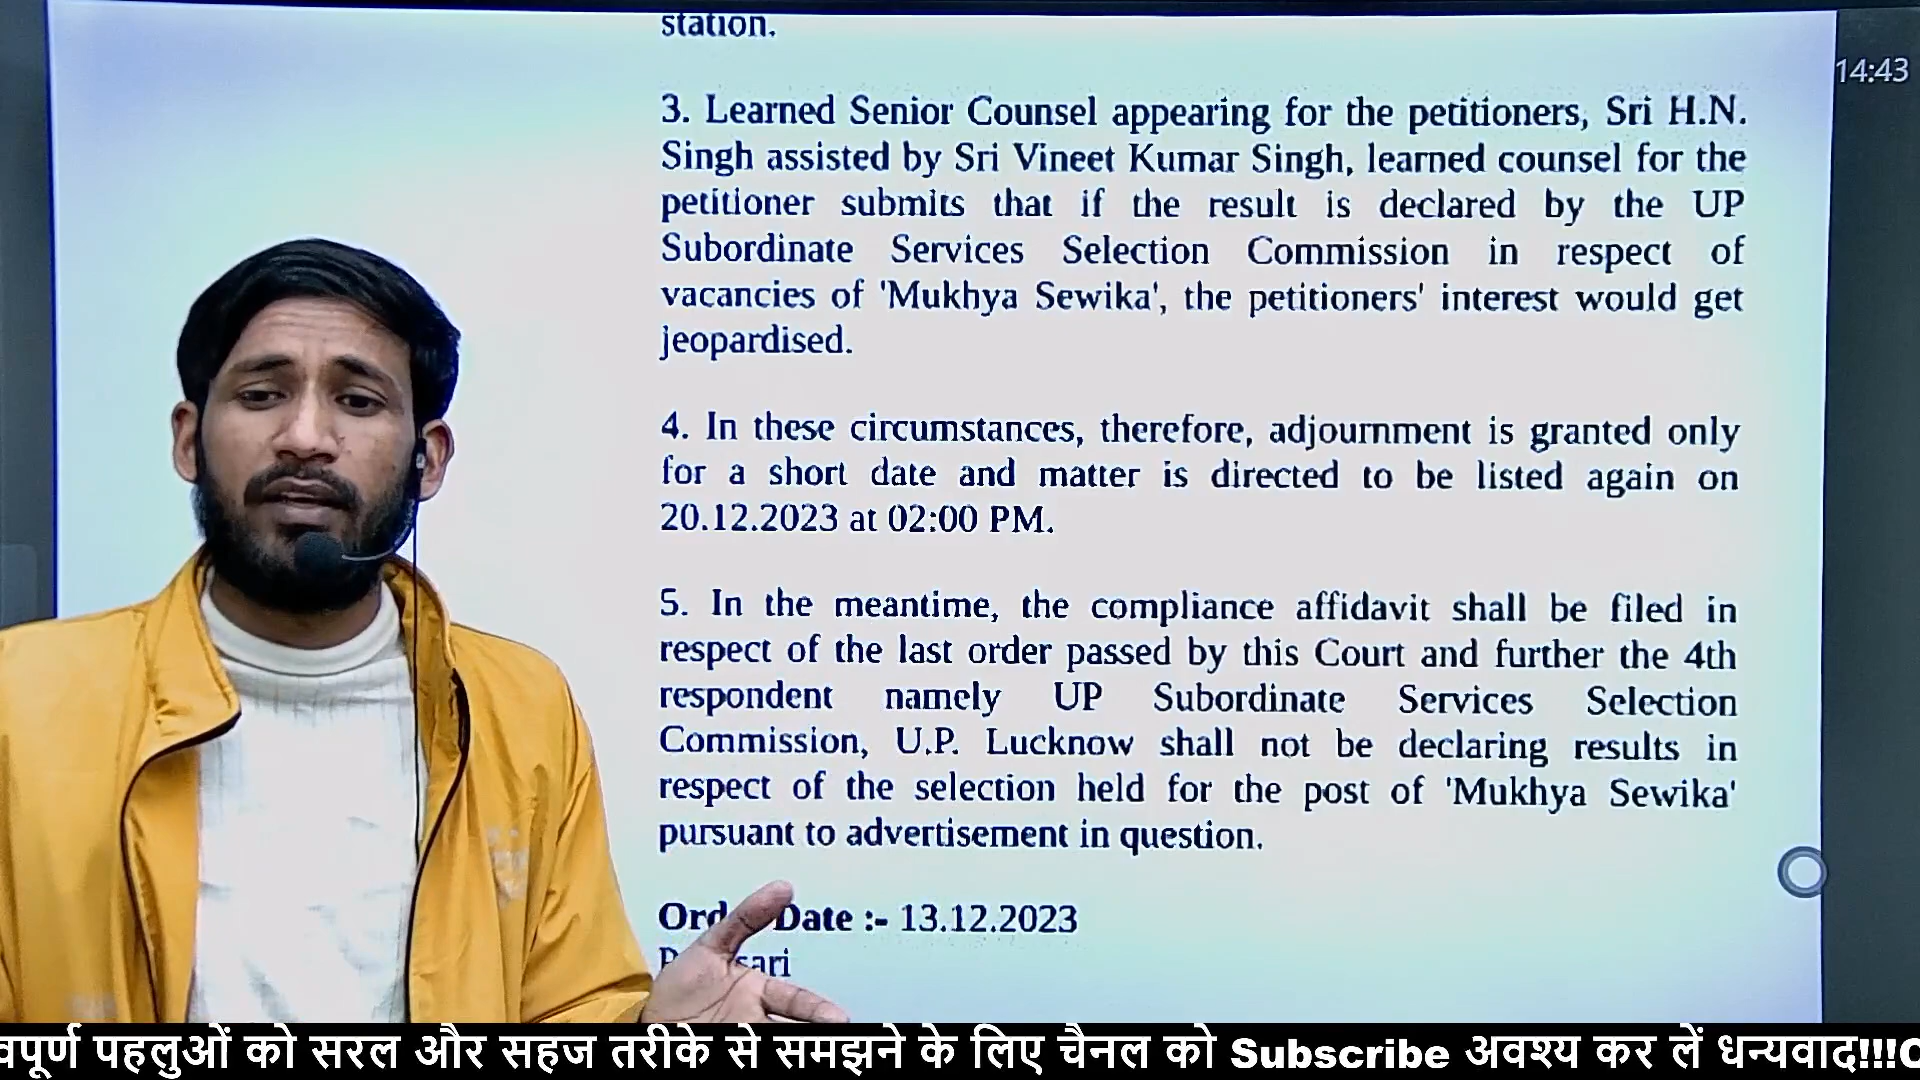 station.
14:43
3. Learned Senior Counsel appearing for the petitioners, Sri H.N.
Singh assisted by Sri Vineet Kumar Singh, learned counsel for the
petitioner submits that if the result is declared by the UP
Subordinate Services Selection Commission in respect of
vacancies of 'Mukhya Sewika', the petitioners' interest would get
jeopardised.
4. In these circumstances, therefore, adjournment is granted only
for a short date and matter is directed to be listed again on
20.12.2023 at 02:00 PM.
5. In the meantime, the compliance affidavit shall be filed in
respect of the last order passed by this Court and further the 4th
respondent namely UP Subordinate Services Selection
Commission, U.P. Lucknow shall not be declaring results in
respect of the selection held for the post of 'Mukhya Sewika'
pursuant to advertisement in question.
Date :- 13.12.2023
पहलुओं को सरल और सहज तरीके से समझने के लिए चैनल को Subscribe अवश्य कर लें धन्यवाद!!!